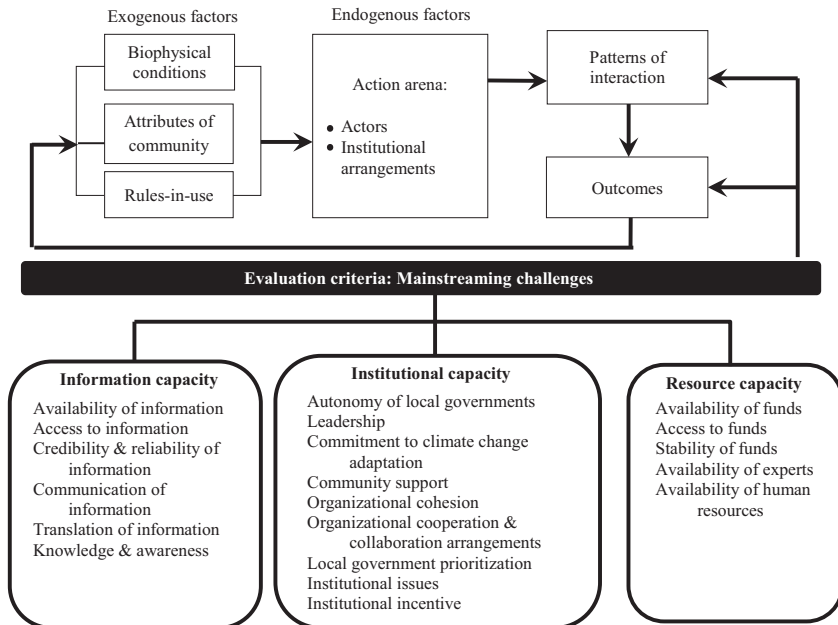 Exogenous factors
Endogenous factors
Biophysical
conditions
Attributes of
community
Rules-in-use
Action arena:
• Actors
• Institutional
arrangements
Patterns of
interaction
Outcomes
Evaluation criteria: Mainstreaming challenges
Information capacity
Availability of information
Access to information
Credibility & reliability of
information
Communication of
information
Translation of information
Knowledge & awareness
Institutional capacity
Autonomy of local governments
Leadership
Commitment to climate change
adaptation
Community support
Organizational cohesion
Organizational cooperation &
collaboration arrangements
Local government prioritization
Institutional issues
Institutional incentive
Resource capacity
Availability of funds
Access to funds
Stability of funds
Availability of experts
Availability of human
resources